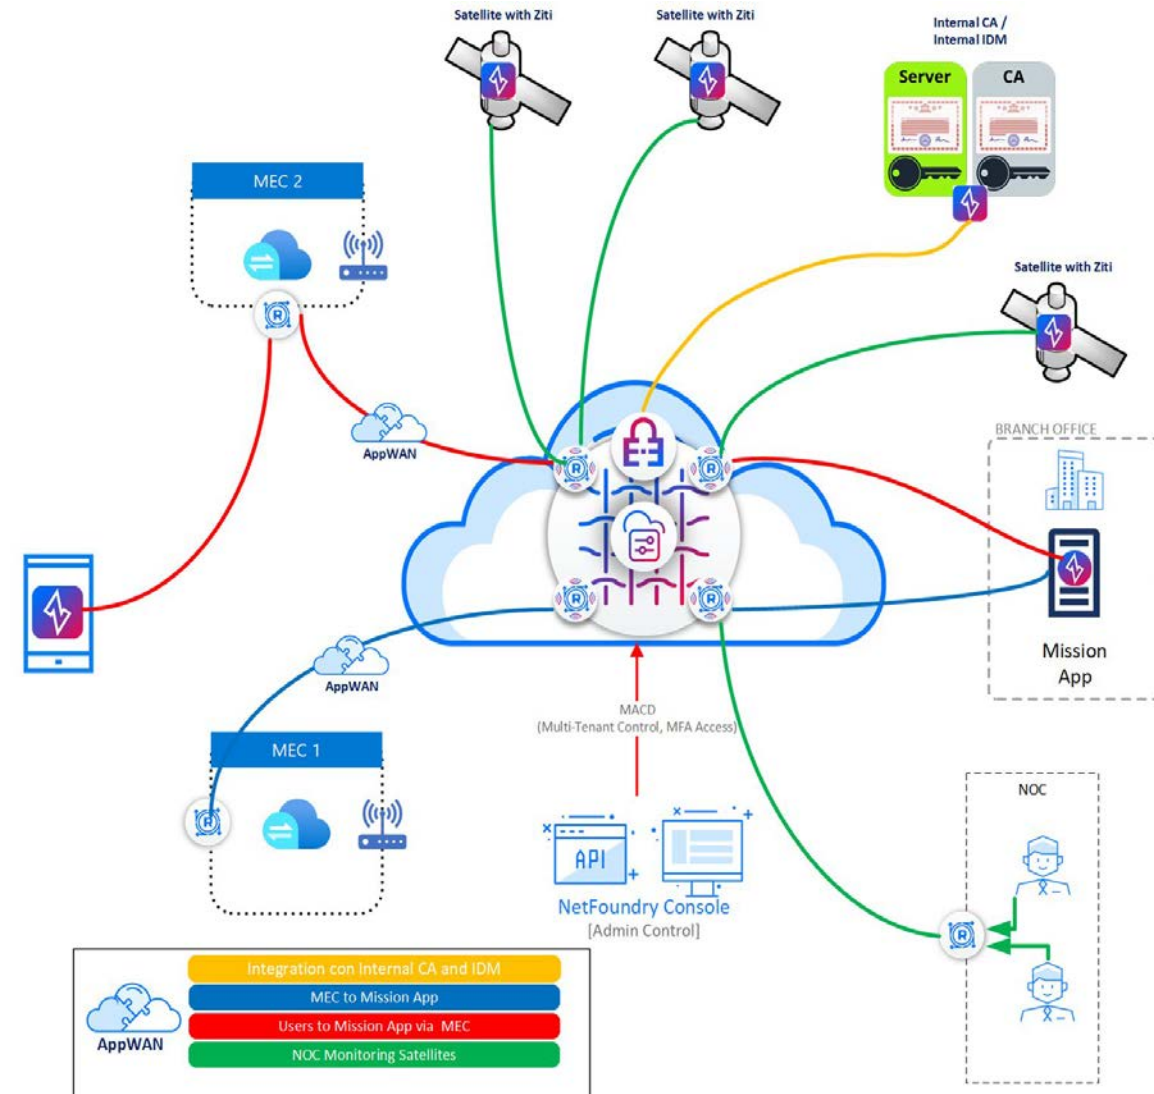 Satellite with Ziti
Satellite with Ziti
Internal CA /
Internal IDM
Server
CA
MEC 2
Satellite with Ziti
R
AppWAN
BRANCH OFFICE
R
R
R
R
Mission
App
AppWAN
MACD
(Multi-Tenant Control, MFA Access)
MEC 1
R
NOC
API
NetFoundry Console
[Admin Control]
R
Integration con Internal CA and IDM
MEC to Mission App
Users to Mission App via MEC
NOC Monitoring Satellites
AppWAN